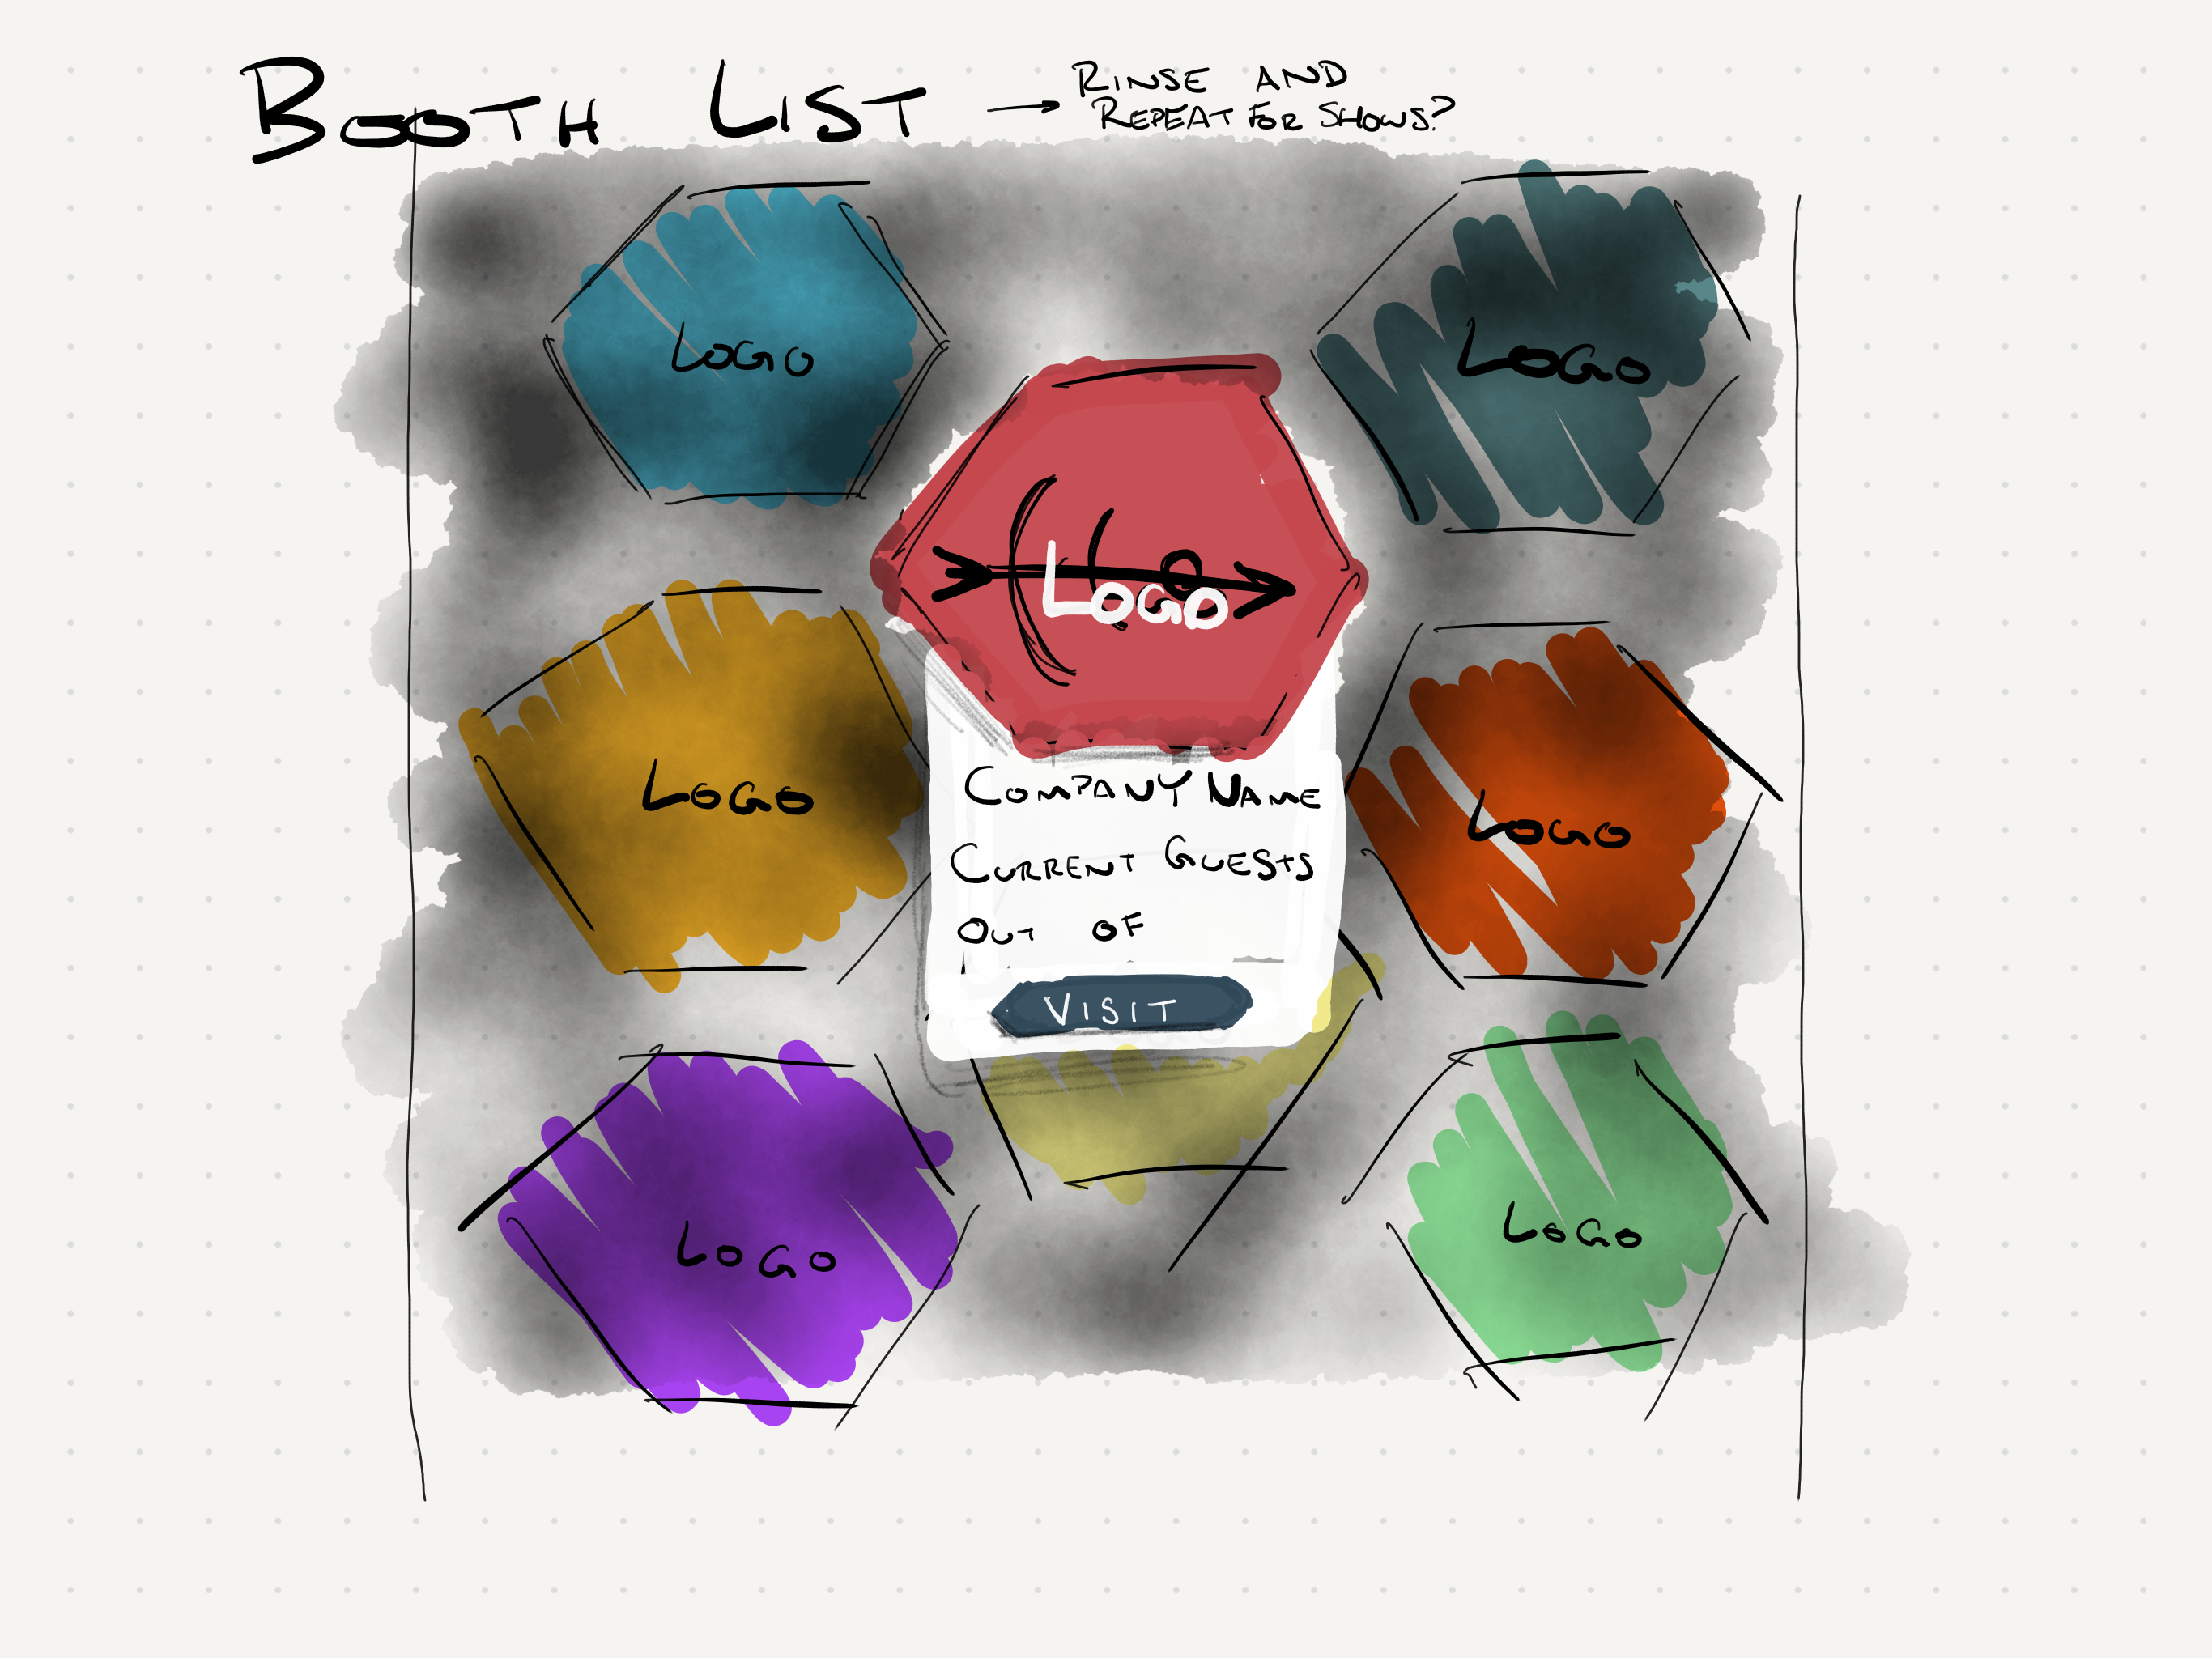 BOOTH LIST → RINSE AND
REPEAT FOR SHOWS?
LOGO
LOGO
LOGO
LOGO
LOGO
COMPANY NAME
CURRENT GUESTS
OUT OF
VISIT
LOGO
LOGO